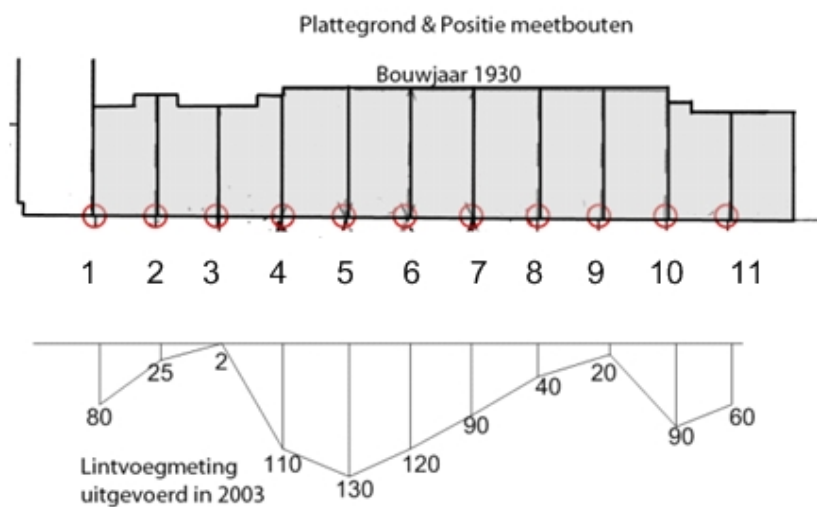 Plattegrond & Positie meetbouten
Bouwjaar 1930
1 2 3 4 5 6 7 8 9 10 11
80
25
2
110
130
120
90
40
20
90
60
Lintvoegmeting
uitgevoerd in 2003